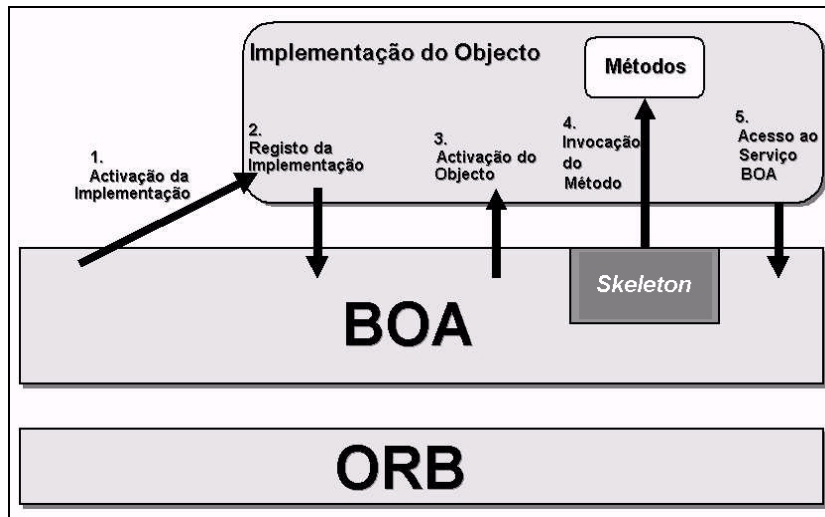 Implementação do Objecto
Métodos
1.
Activação da
Implementação
2.
Registo da
Implementação
3.
Activação do
Objecto
4.
Invocação
do
Método
5.
Acesso ao
Serviço
BOA
Skeleton
BOA
ORB